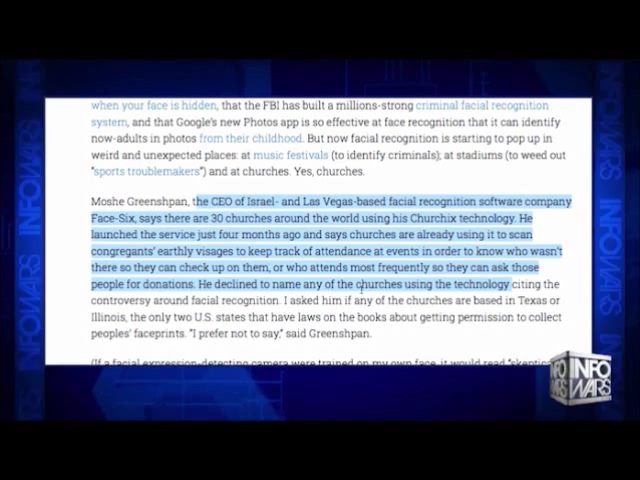 when your face is hidden, that the FBI has built a millions-strong criminal facial recognition
system, and that Google's new Photos app is so effective at face recognition that it can identify
now-adults in photos from their childhood. But now facial recognition is starting to pop up in
weird and unexpected places: at music festivals (to identify criminals); at stadiums (to weed out
"sports troublemakers") and at churches. Yes, churches.
Moshe Greenshpan, the CEO of Israel- and Las Vegas-based facial recognition software company
Face-Six, says there are 30 churches around the world using his Churchix technology. He
launched the service just four months ago and says churches are already using it to scan
congregants' earthly visages to keep track of attendance at events in order to know who wasn't
there so they can check up on them, or who attends most frequently so they can ask those
people for donations. He declined to name any of the churches using the technology citing the
controversy around facial recognition. I asked him if any of the churches are based in Texas or
Illinois, the only two U.S. states that have laws on the books about getting permission to collect
peoples' faceprints. "I prefer not to say," said Greenshpan.
(If a facial expression-detecting camera were trained on my own face, it would read "skeptic
INFOWARS
INFOWARS
INFO
WARS
INFO
WARS